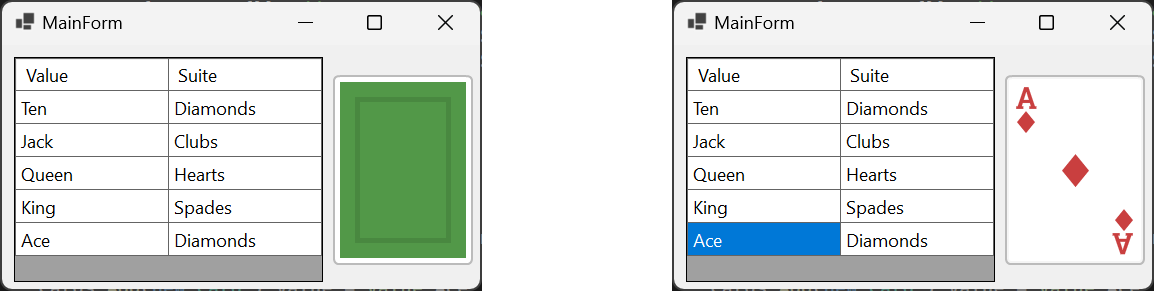 MainForm
Value Suite
Ten Diamonds
Jack Clubs
Queen Hearts
King Spades
Ace Diamonds
MainForm
Value Suite
Ten Diamonds
Jack Clubs
Queen Hearts
King Spades
Ace Diamonds
A
A